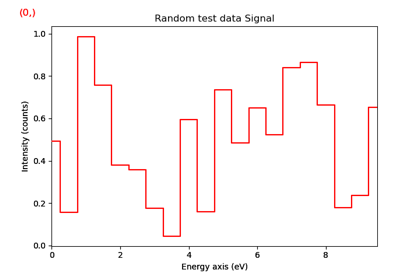 (0,)
Random test data Signal
1.0
0.8
0.6
0.4
0.2
0.0
Intensity (counts)
0 2 4 6 8
Energy axis (eV)